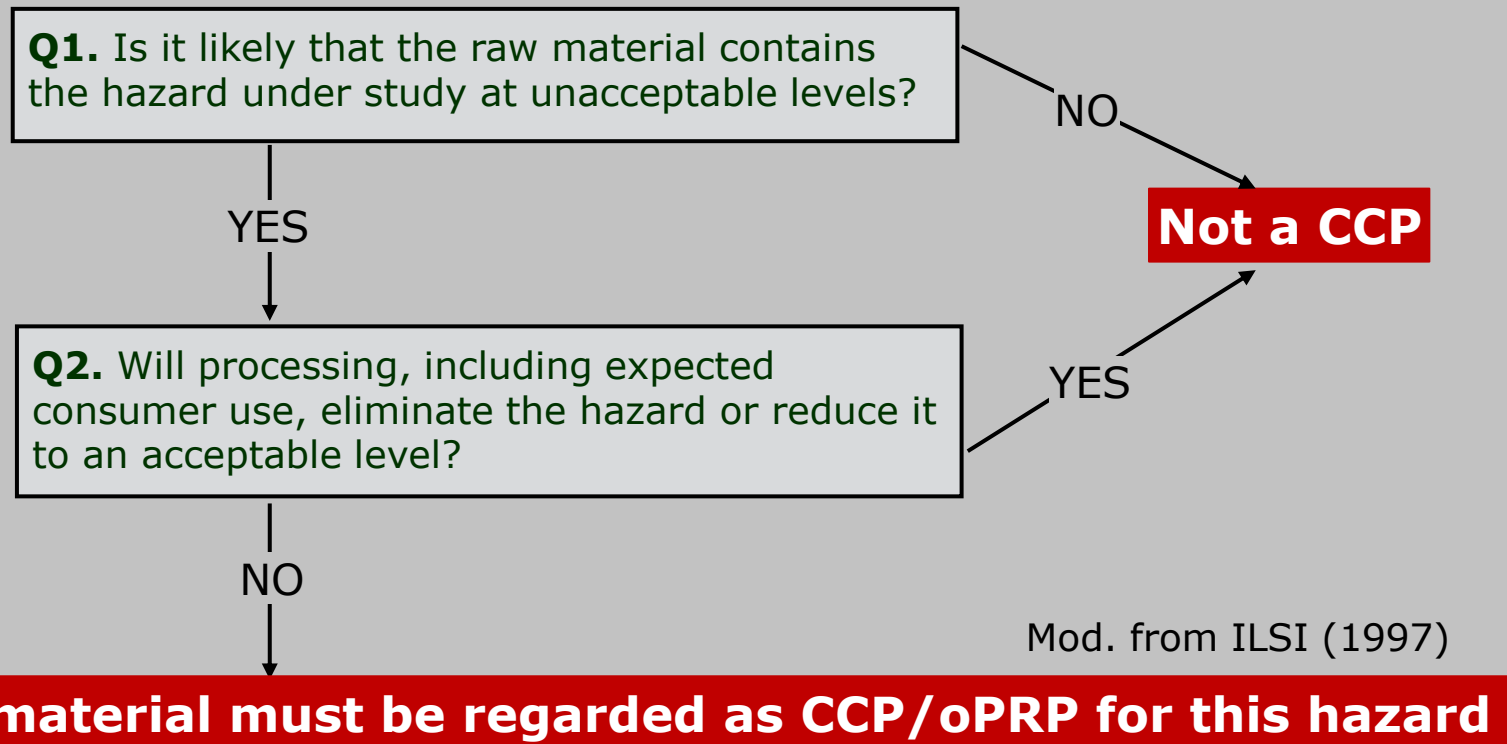 Q1. Is it likely that the raw material contains
the hazard under study at unacceptable levels?
NO
YES
Not a CCP
Q2. Will processing, including expected
consumer use, eliminate the hazard or reduce it
to an acceptable level?
YES
NO
Mod. from ILSI (1997)
material must be regarded as CCP/oPRP for this hazard